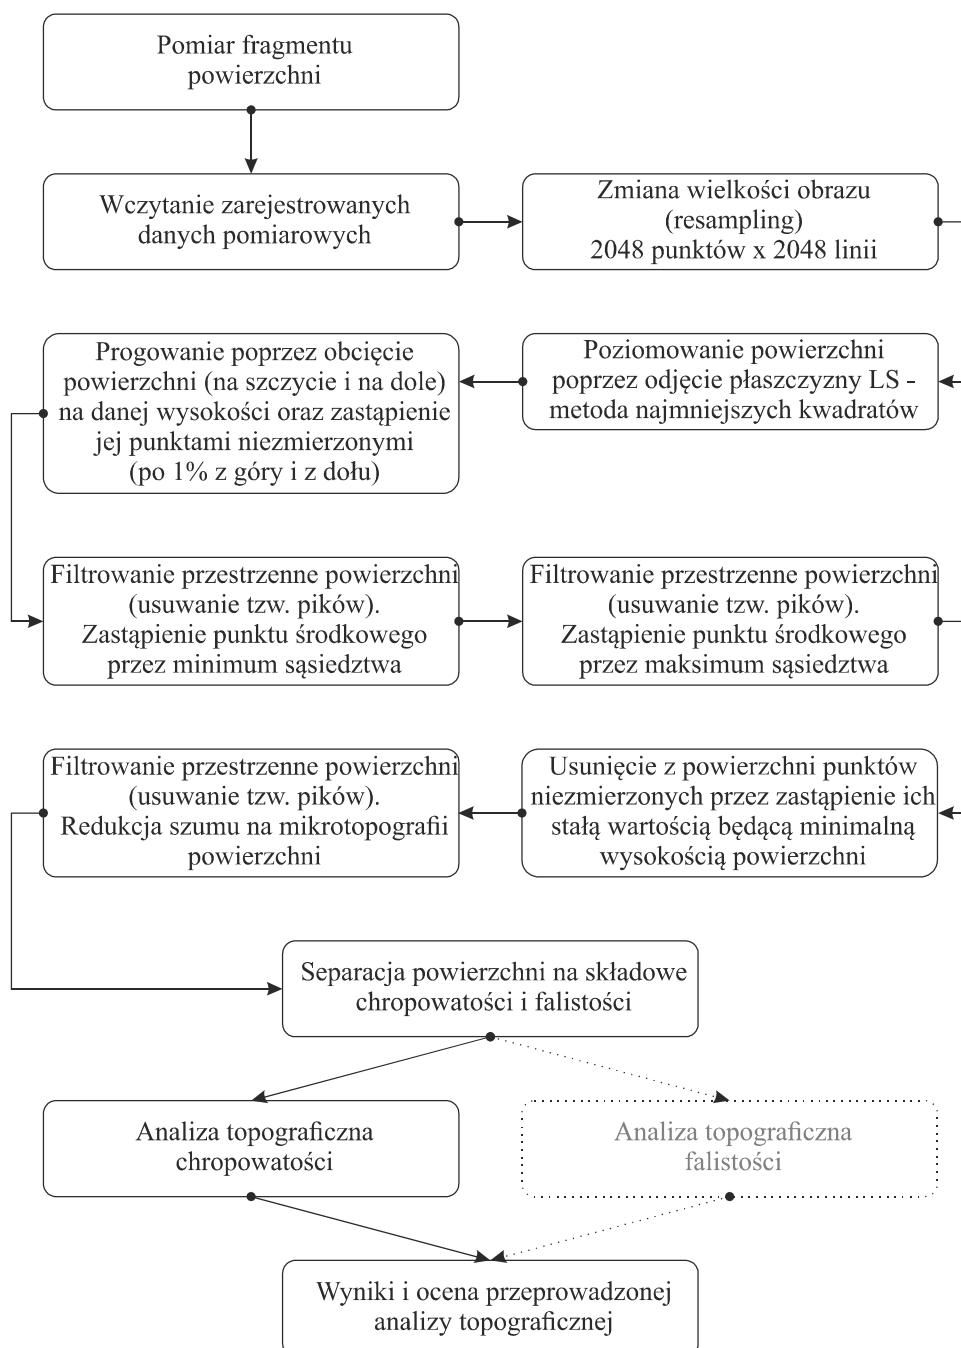 Pomiar fragmentu
powierzchni
Wczytanie zarejestrowanych
danych pomiarowych
Zmiana wielkości obrazu
(resampling)
2048 punktów x 2048 linii
Poziomowanie powierzchni
poprzez odjęcie płaszczyzny LS -
metoda najmniejszych kwadratów
Progowanie poprzez obcięcie
powierzchni (na szczycie i na dole)
na danej wysokości oraz zastąpienie
jej punktami niezmierzonymi
(po 1% z góry i z dołu)
Filtrowanie przestrzenne powierzchni
(usuwanie tzw. pików).
Zastąpienie punktu środkowego
przez minimum sąsiedztwa
Filtrowanie przestrzenne powierzchni
(usuwanie tzw. pików).
Zastąpienie punktu środkowego
przez maksimum sąsiedztwa
Usunięcie z powierzchni punktów
niezmierzonych przez zastąpienie ich
stałą wartością będącą minimalną
wysokością powierzchni
Filtrowanie przestrzenne powierzchni
(usuwanie tzw. pików).
Redukcja szumu na mikrotopografii
powierzchni
Separacja powierzchni na składowe
chropowatości i falistości
Analiza topograficzna
chropowatości
Analiza topograficzna
falistości
Wyniki i ocena przeprowadzonej
analizy topograficznej